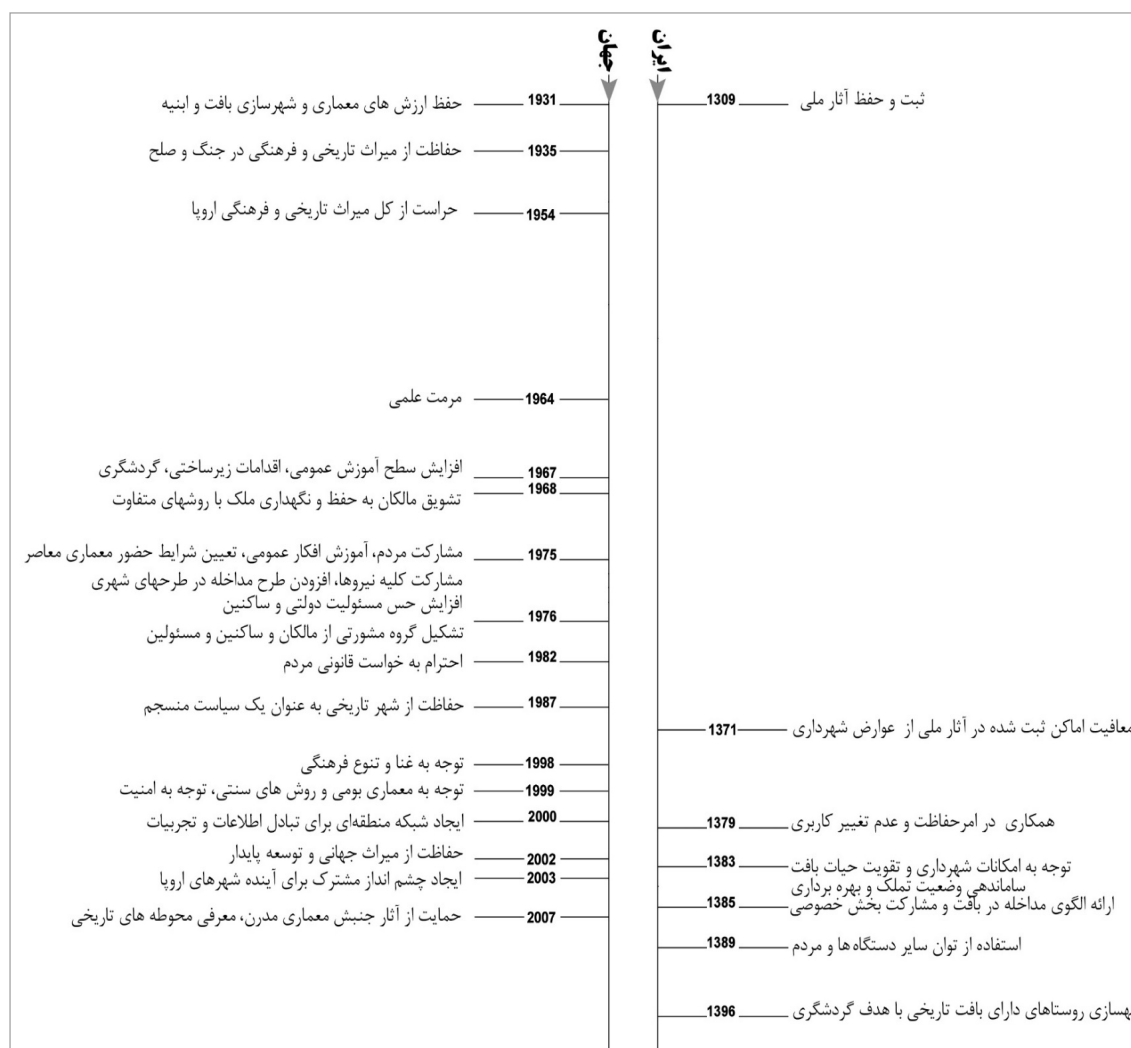 ایران
جهان
1309 ثبت و حفظ آثار ملی
1371 معافیت اماکن ثبت شده در آثار ملی از عوارض شهرداری
1379 همکاری در امرحفاظت و عدم تغییر کاربری
1383 توجه به امکانات شهرداری و تقویت حیات بافت
ساماندهی وضعیت تملک و بهره برداری
1385 ارائه الگوی مداخله در بافت و مشارکت بخش خصوصی
1389 استفاده از توان سایر دستگاه‌ها و مردم
1396 هسازی روستاهای دارای بافت تاریخی با هدف گردشگری
1931 حفظ ارزش های معماری و شهرسازی بافت و ابنیه
1935 حفاظت از میراث تاریخی و فرهنگی در جنگ و صلح
1954 حراست از کل میراث تاریخی و فرهنگی اروپا
1964 مرمت علمی
1967 افزایش سطح آموزش عمومی، اقدامات زیرساختی، گردشگری
1968 تشویق مالکان به حفظ و نگهداری ملک با روشهای متفاوت
1975 مشارکت مردم، آموزش افکار عمومی، تعیین شرایط حضور معماری معاصر
مشارکت کلیه نیروها، افزودن طرح مداخله در طرحهای شهری
افزایش حس مسئولیت دولتی و ساکنین
1976
تشکیل گروه مشورتی از مالکان و ساکنین و مسئولین
1982 احترام به خواست قانونی مردم
1987 حفاظت از شهر تاریخی به عنوان یک سیاست منسجم
1998 توجه به غنا و تنوع فرهنگی
1999 توجه به معماری بومی و روش های سنتی، توجه به امنیت
2000 ایجاد شبکه منطقه‌ای برای تبادل اطلاعات و تجربیات
2002 حفاظت از میراث جهانی و توسعه پایدار
2003 ایجاد چشم انداز مشترک برای آینده شهرهای اروپا
2007 حمایت از آثار جنبش معماری مدرن، معرفی محوطه های تاریخی